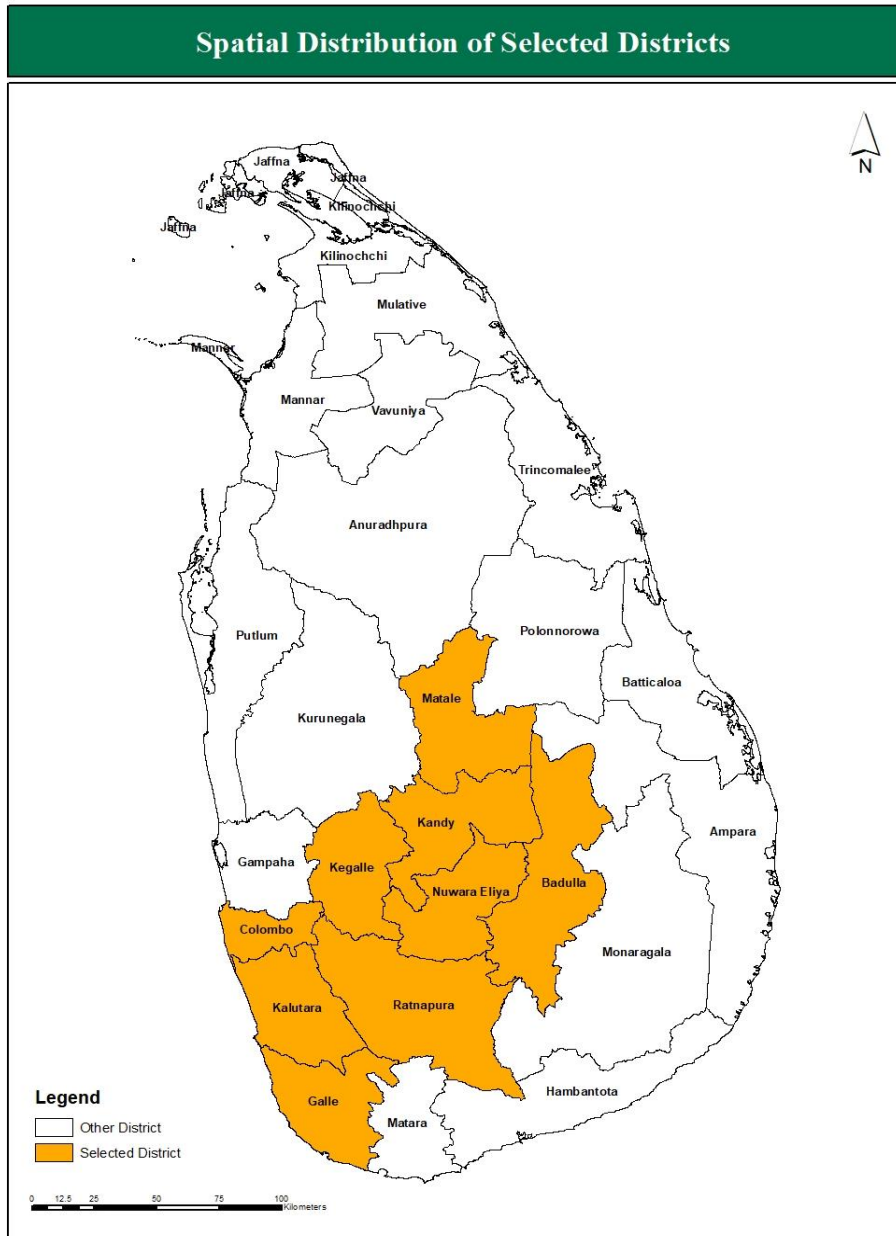 Spatial Distribution of Selected Districts
N
Jaffna
Jaffna
Jaffna
Kilinochchi
Jaffna
Kilinochchi
Mulative
Manner
Mannar
Vavuniya
Trincomalee
Anuradhpura
Putlum
Polonnorowa
Batticaloa
Matale
Kurunegala
Kandy
Ampara
Gampaha
Kegalle
Nuwara Eliya
Badulla
Colombo
Monaragala
Kalutara
Ratnapura
Hambantota
Galle
Matara
Legend
Other District
Selected District
0 12.5 25 50 75 100
Kilometers